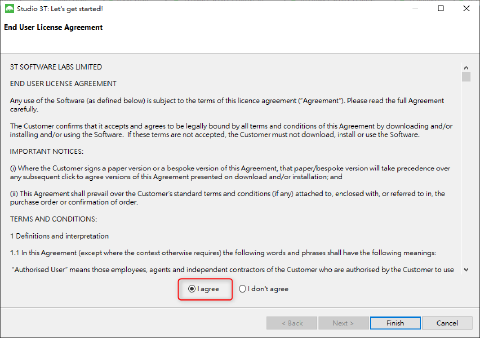 Studio 3T: Let's get started!
End User License Agreement
3T SOFTWARE LABS LIMITED
END USER LICENSE AGREEMENT
Any use of the Software (as defined below) is subject to the terms of this licence agreement ("Agreement"). Please read the full Agreement
carefully.
The Customer confirms that it accepts and agrees to be legally bound by all terms and conditions of this Agreement by downloading and/or
installing and/or using the Software. If these terms are not accepted, the Customer must not download, install or use the Software.
IMPORTANT NOTICES:
(i) Where the Customer signs a paper version or a bespoke version of this Agreement, that paper/bespoke version will take precedence over
any subsequent click to agree versions of this Agreement presented on download and/or installation; and
(ii) This Agreement shall prevail over the Customer's standard terms and conditions (if any) attached to, enclosed with, or referred to in, the
purchase order or confirmation of order.
TERMS AND CONDITIONS:
1 Definitions and interpretation
1.1 In this Agreement (except where the context otherwise requires) the following words and phrases shall have the following meanings:
"Authorised User" means those employees, agents and independent contractors of the Customer who are authorised by the Customer to use
I agree
I don't agree
< Back
Next >
Finish
Cancel